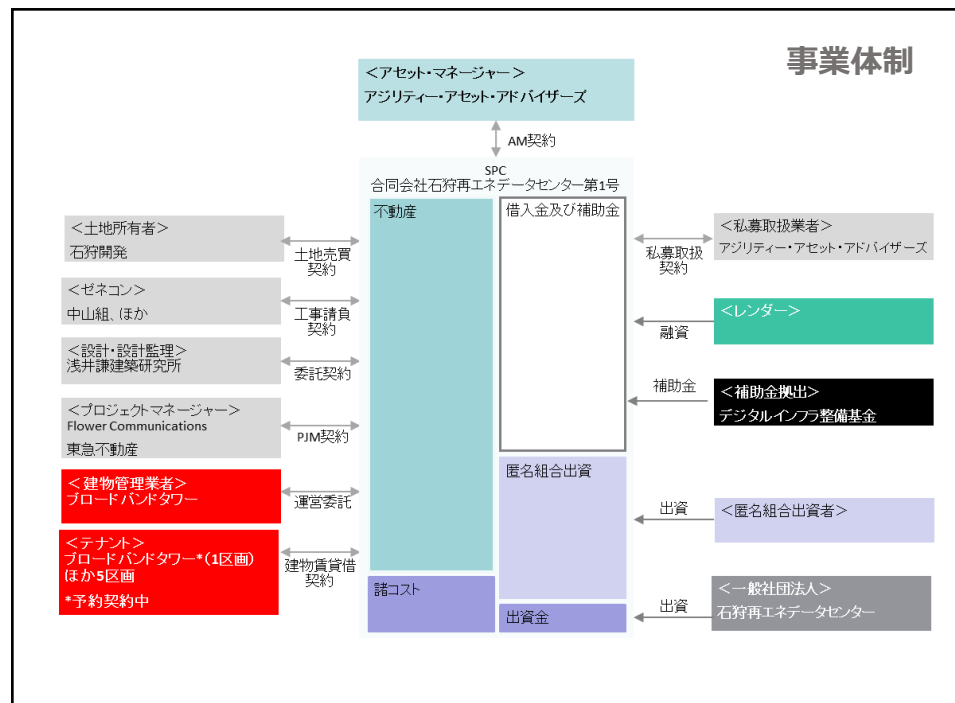 事業体制
＜アセット・マネージャー＞
アジリティー・アセット・アドバイザーズ
AM契約
SPC
合同会社石狩再エネデータセンター第1号
不動産
借入金及び補助金
匿名組合出資
諸コスト
出資金
＜土地所有者＞
石狩開発
土地売買
契約
＜ゼネコン＞
中山組、ほか
工事請負
契約
＜設計・設計監理＞
浅井謙建築研究所
委託契約
＜プロジェクトマネージャー＞
Flower Communications
東急不動産
PJM契約
＜建物管理業者＞
ブロードバンドタワー
運営委託
＜テナント＞
ブロードバンドタワー*(1区画)
ほか5区画
*予約契約中
建物賃貸借
契約
＜私募取扱業者＞
アジリティー・アセット・アドバイザーズ
私募取扱
契約
＜レンダー＞
融資
＜補助金拠出＞
デジタルインフラ整備基金
補助金
＜匿名組合出資者＞
出資
＜一般社団法人＞
石狩再エネデータセンター
出資